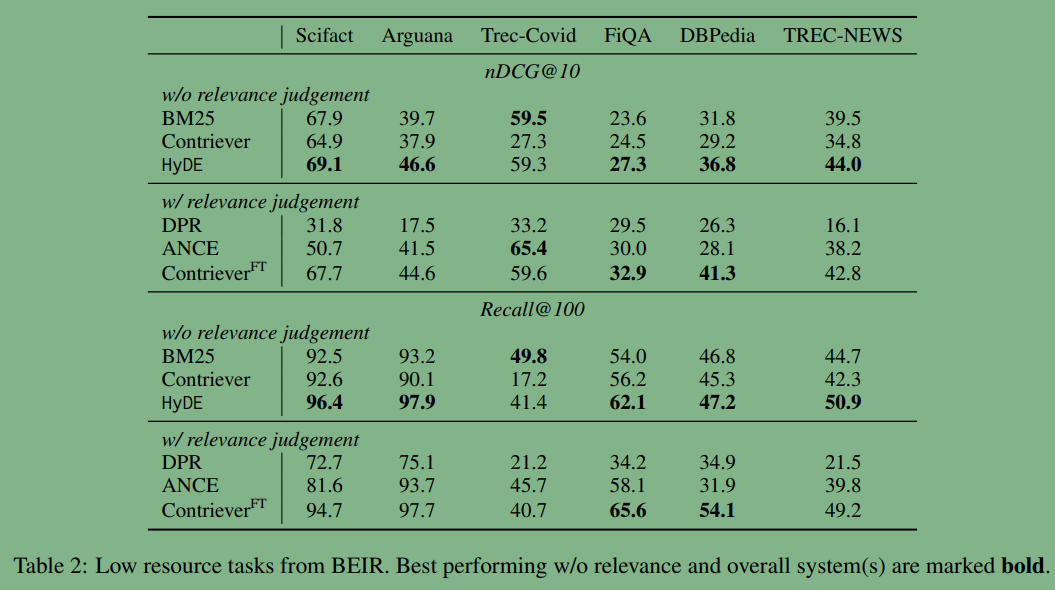 Scifact Arguana Trec-Covid FiQA DBPedia TREC-NEWS
nDCG@10
w/o relevance judgement
BM25 67.9 39.7 59.5 23.6 31.8 39.5
Contriever 64.9 37.9 27.3 24.5 29.2 34.8
HyDE 69.1 46.6 59.3 27.3 36.8 44.0
w/ relevance judgement
DPR 31.8 17.5 33.2 29.5 26.3 16.1
ANCE 50.7 41.5 65.4 30.0 28.1 38.2
Contriever^FT 67.7 44.6 59.6 32.9 41.3 42.8
Recall@100
w/o relevance judgement
BM25 92.5 93.2 49.8 54.0 46.8 44.7
Contriever 92.6 90.1 17.2 56.2 45.3 42.3
HyDE 96.4 97.9 41.4 62.1 47.2 50.9
w/ relevance judgement
DPR 72.7 75.1 21.2 34.2 34.9 21.5
ANCE 81.6 93.7 45.7 58.1 31.9 39.8
Contriever^FT 94.7 97.7 40.7 65.6 54.1 49.2
Table 2: Low resource tasks from BEIR. Best performing w/o relevance and overall system(s) are marked bold.